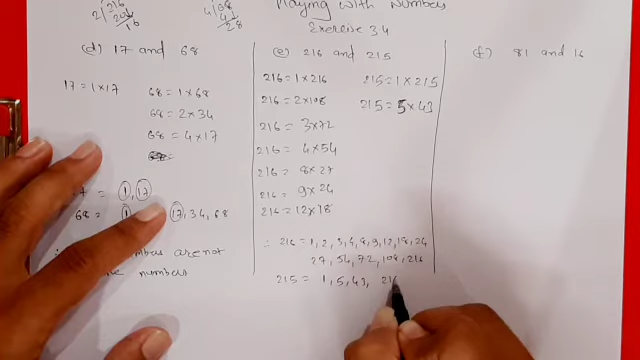 2/216
4/68
28
Playing with Numbers
Exercise 3.4
(d) 17 and 68
17 = 1×17
68 = 1×68
68 = 2×34
68 = 4×17
68 =
7 = 1, 17
68 = 1, 17, 34, 68
numbers are not
numbers
(e) 216 and 215
216 = 1×216
216 = 2×108
216 = 3×72
216 = 4×54
216 = 8×27
216 = 9×24
216 = 12×18
215 = 1×215
215 = 5×43
∴ 216 = 1, 2, 3, 4, 8, 9, 12, 18, 24
27, 54, 72, 108, 216
215 = 1, 5, 43, 21
(f) 81 and 16